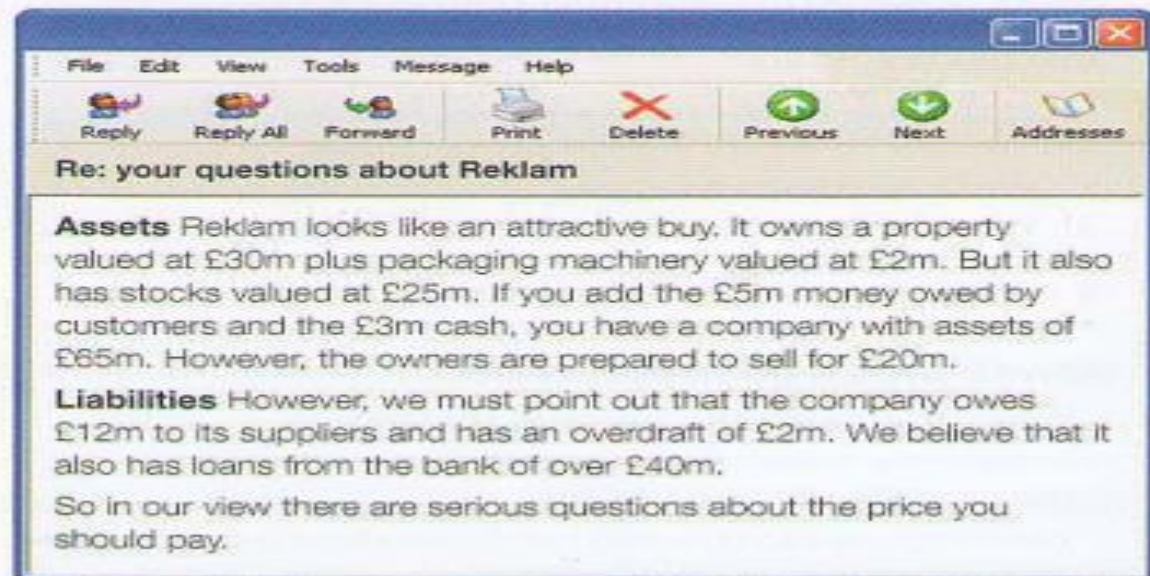 File Edit View Tools Message Help
Reply Reply All Forward Print Delete Previous Next Addresses
Re: your questions about Reklam
Assets Reklam looks like an attractive buy. It owns a property
valued at £30m plus packaging machinery valued at £2m. But it also
has stocks valued at £25m. If you add the £5m money owed by
customers and the £3m cash, you have a company with assets of
£65m. However, the owners are prepared to sell for £20m.
Liabilities However, we must point out that the company owes
£12m to its suppliers and has an overdraft of £2m. We believe that it
also has loans from the bank of over £40m.
So in our view there are serious questions about the price you
should pay.